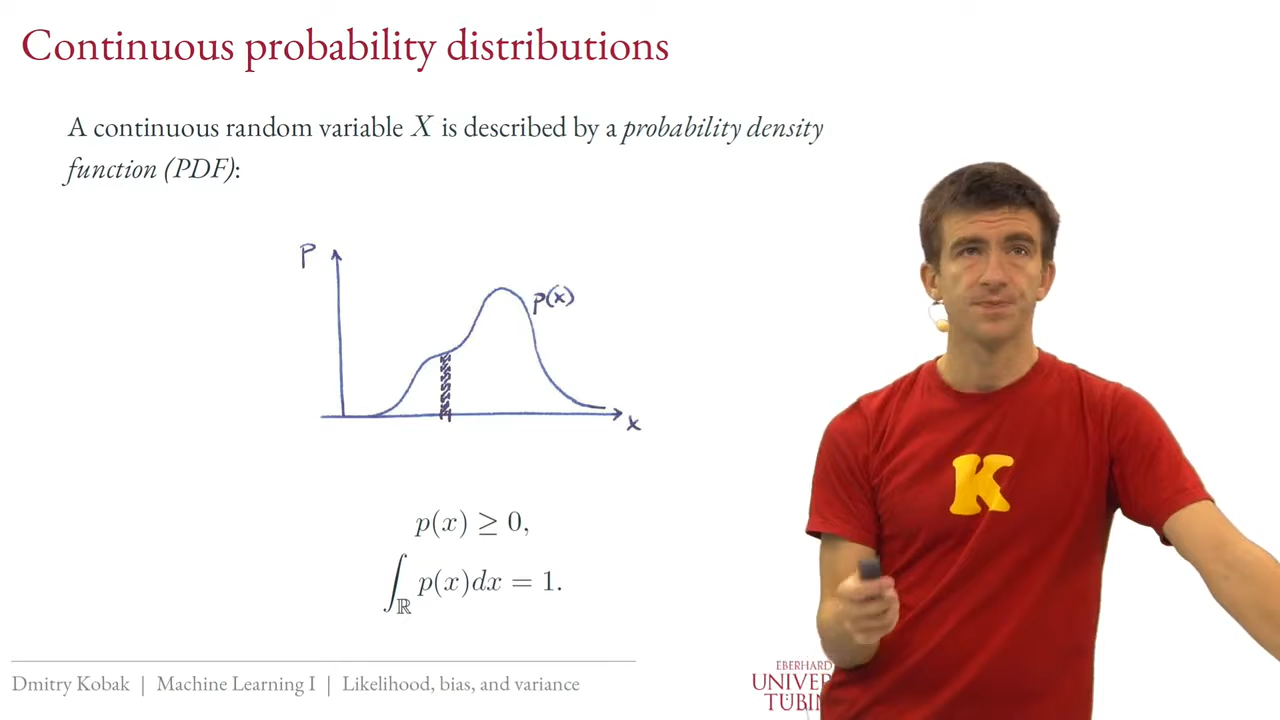 Continuous probability distributions
A continuous random variable X is described by a probability density
function (PDF):
P
p(x)
x
K
p(x) ≥ 0,
∫_ℝ p(x)dx = 1.
Dmitry Kobak | Machine Learning I | Likelihood, bias, and variance
EBERHARD
UNIVER
TÜBIN